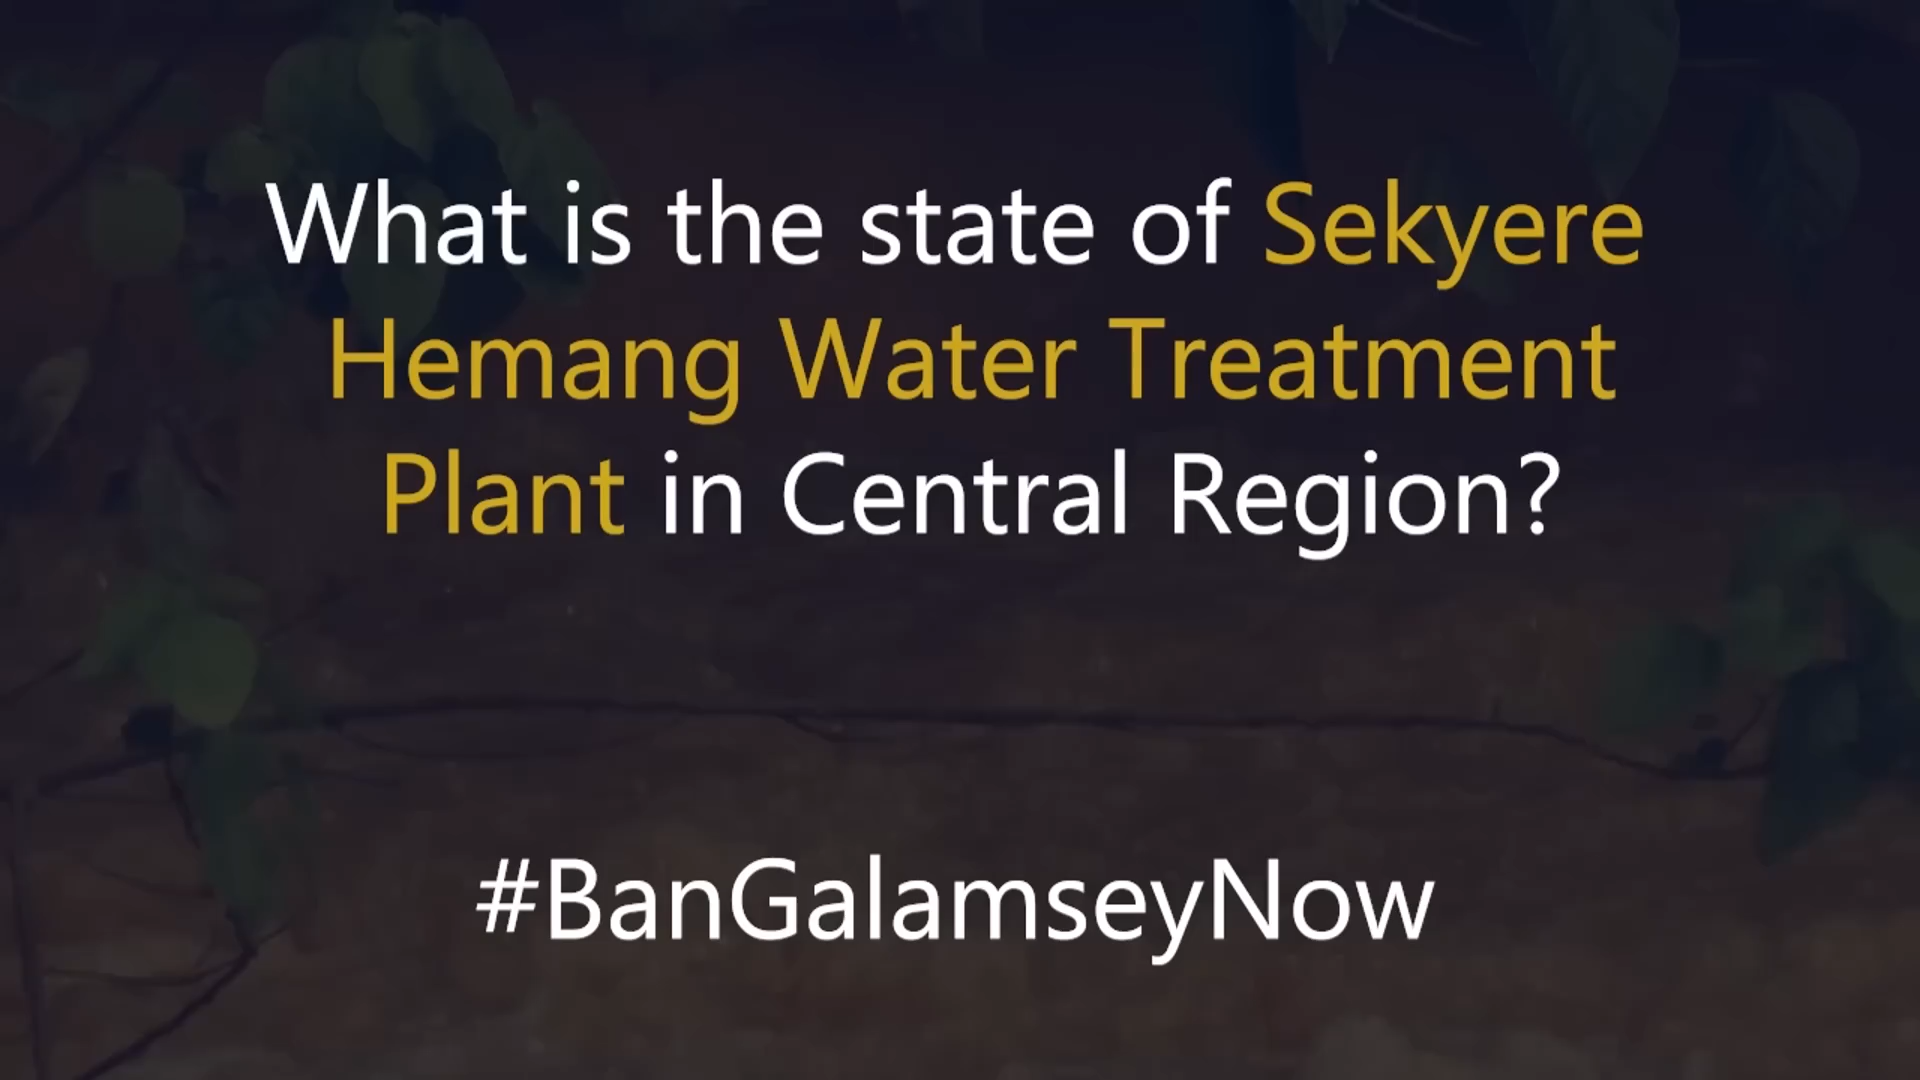 What is the state of Sekyere
Hemang Water Treatment
Plant in Central Region?
#BanGalamseyNow